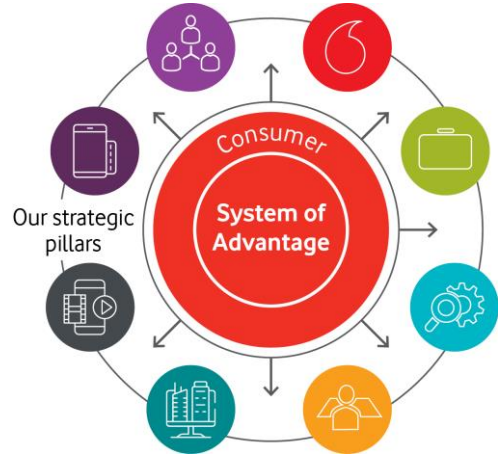 Consumer
System of
Advantage
Our strategic
pillars